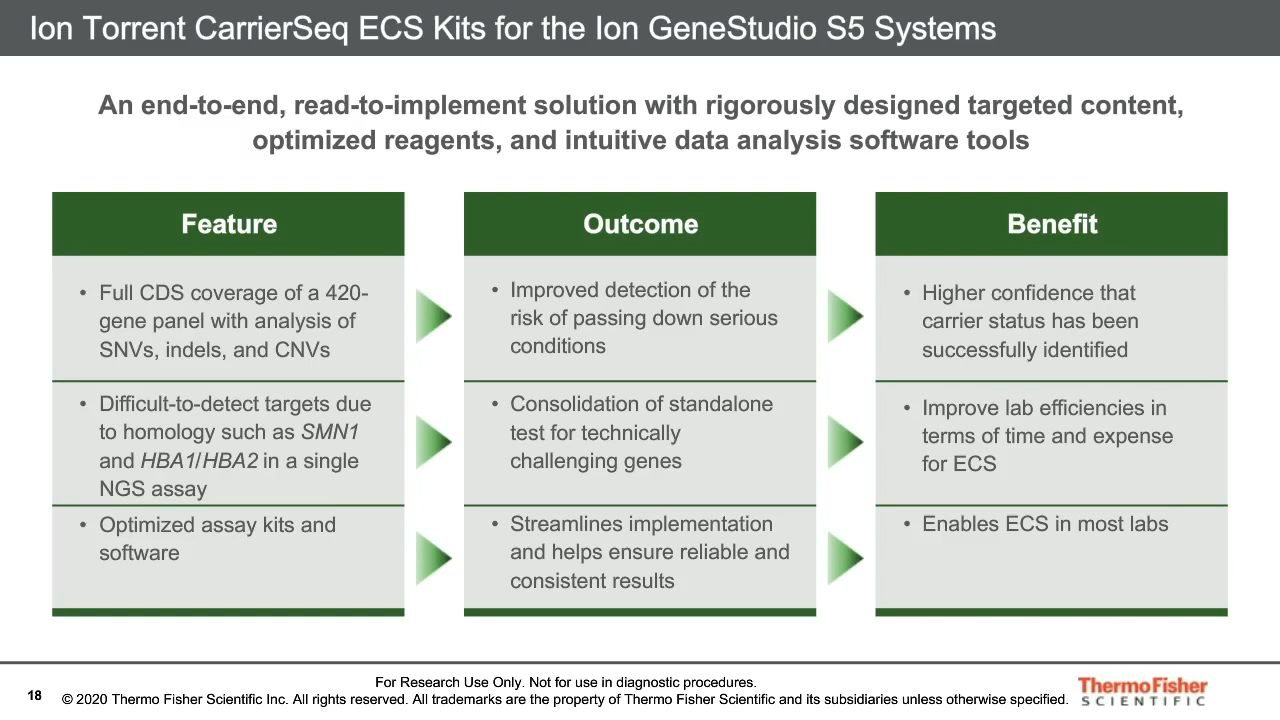 Ion Torrent CarrierSeq ECS Kits for the Ion GeneStudio S5 Systems
An end-to-end, read-to-implement solution with rigorously designed targeted content,
optimized reagents, and intuitive data analysis software tools
Feature
• Full CDS coverage of a 420-
gene panel with analysis of
SNVs, indels, and CNVs
• Difficult-to-detect targets due
to homology such as SMN1
and HBA1/HBA2 in a single
NGS assay
• Optimized assay kits and
software
Outcome
• Improved detection of the
risk of passing down serious
conditions
• Consolidation of standalone
test for technically
challenging genes
• Streamlines implementation
and helps ensure reliable and
consistent results
Benefit
• Higher confidence that
carrier status has been
successfully identified
• Improve lab efficiencies in
terms of time and expense
for ECS
• Enables ECS in most labs
For Research Use Only. Not for use in diagnostic procedures.
18
© 2020 Thermo Fisher Scientific Inc. All rights reserved. All trademarks are the property of Thermo Fisher Scientific and its subsidiaries unless otherwise specified.
ThermoFisher
SCIENTIFIC